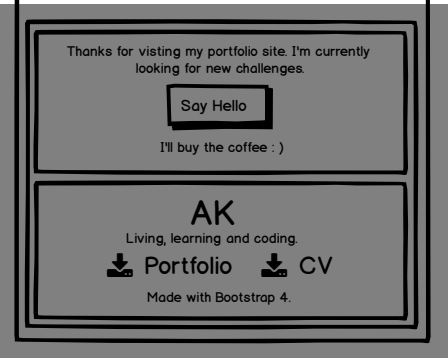 Thanks for visting my portfolio site. I'm currently
looking for new challenges.
Say Hello
I'll buy the coffee : )
AK
Living, learning and coding.
Portfolio CV
Made with Bootstrap 4.